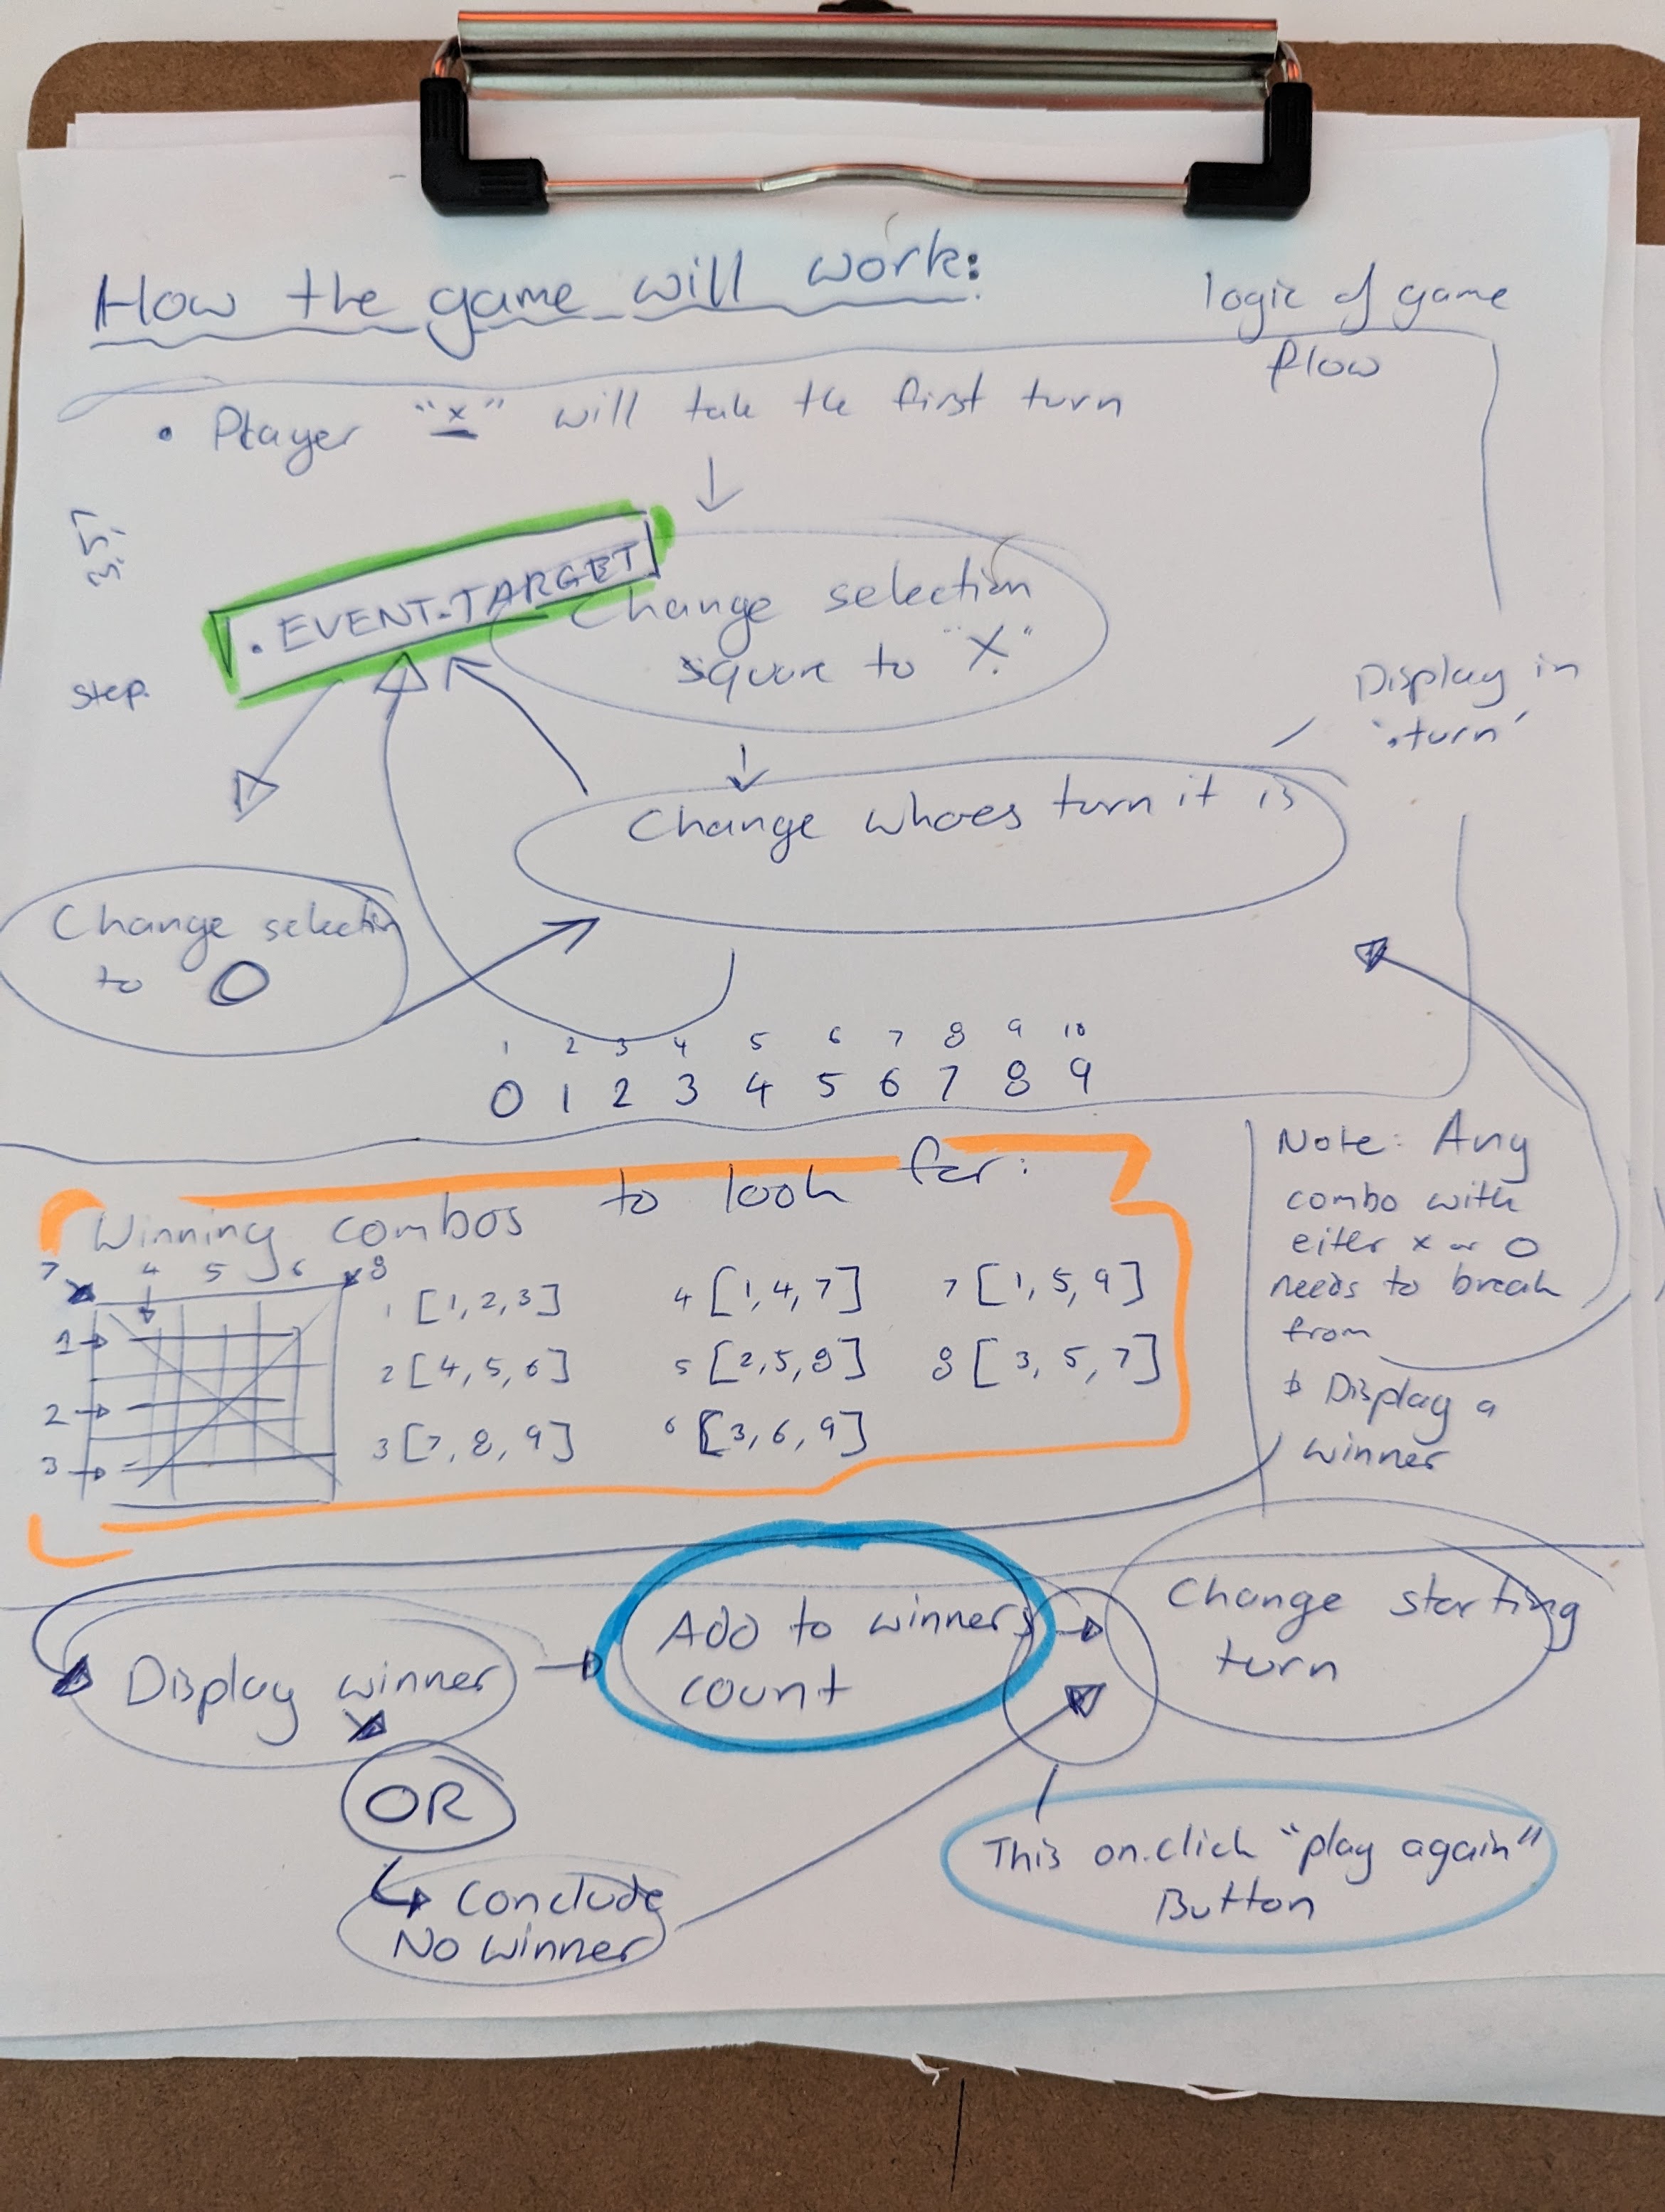 How the game will work:
logic of game
flow
• Player "x" will take the first turn
.EVENT.TARGET
Change selection
square to "X"
step.
Display in
'.turn'
Change whoes turn it is
Change selection
to O
1 2 3 4 5 6 7 8 9 10
0 1 2 3 4 5 6 7 8 9
Winning combos to look for:
7 4 5 6 8
1
2
3
1 [1, 2, 3] 4 [1, 4, 7] 7 [1, 5, 9]
2 [4, 5, 6] 5 [2, 5, 8] 8 [3, 5, 7]
3 [7, 8, 9] 6 [3, 6, 9]
Note: Any
combo with
eiter x or O
needs to break
from
Display a
winner
Display winner
Add to winners
count
Change starting
turn
OR
Conclude
No winner
This on.click "play again"
Button